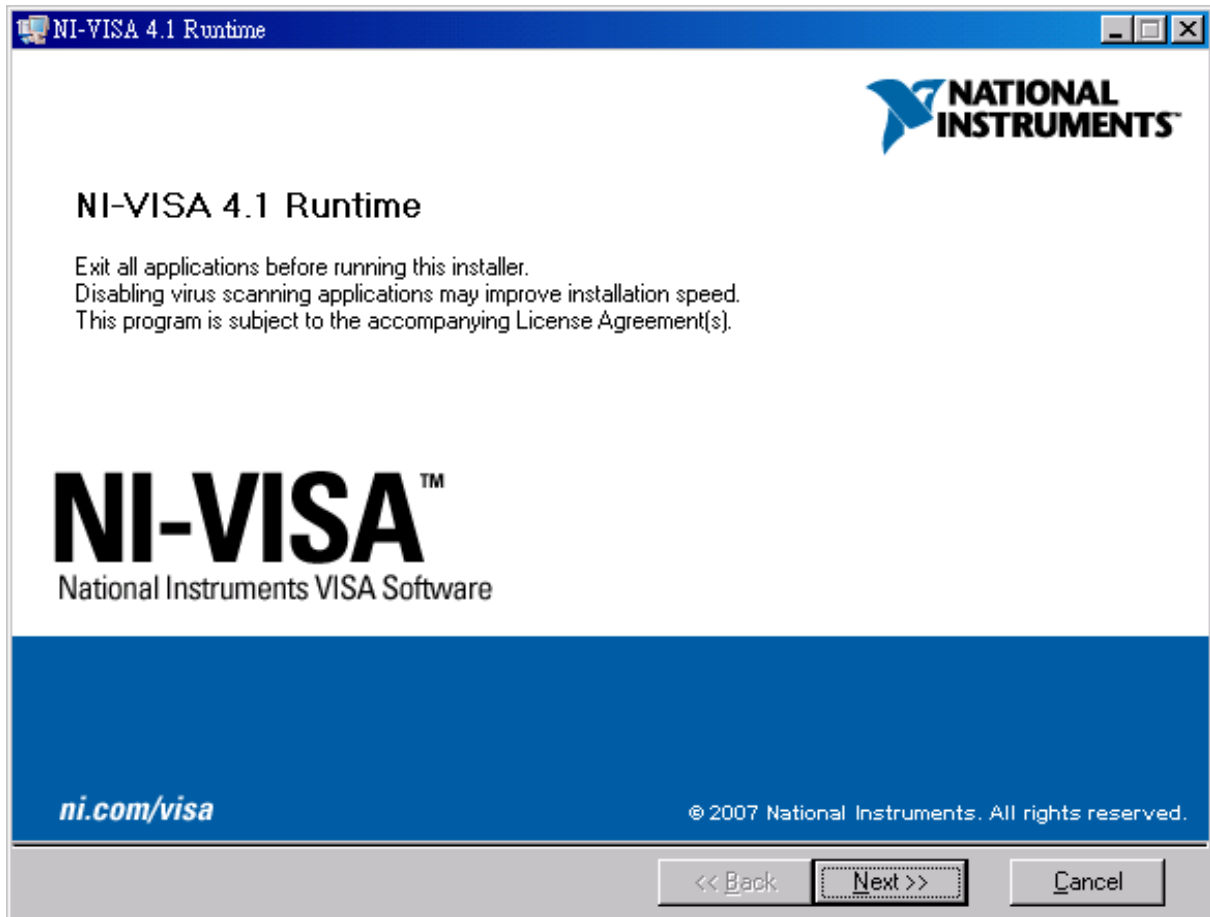 NI-VISA 4.1 Runtime
NATIONAL
INSTRUMENTS™
NI-VISA 4.1 Runtime
Exit all applications before running this installer.
Disabling virus scanning applications may improve installation speed.
This program is subject to the accompanying License Agreement(s).
NI-VISA™
National Instruments VISA Software
ni.com/visa
© 2007 National Instruments. All rights reserved.
<< Back
Next >>
Cancel